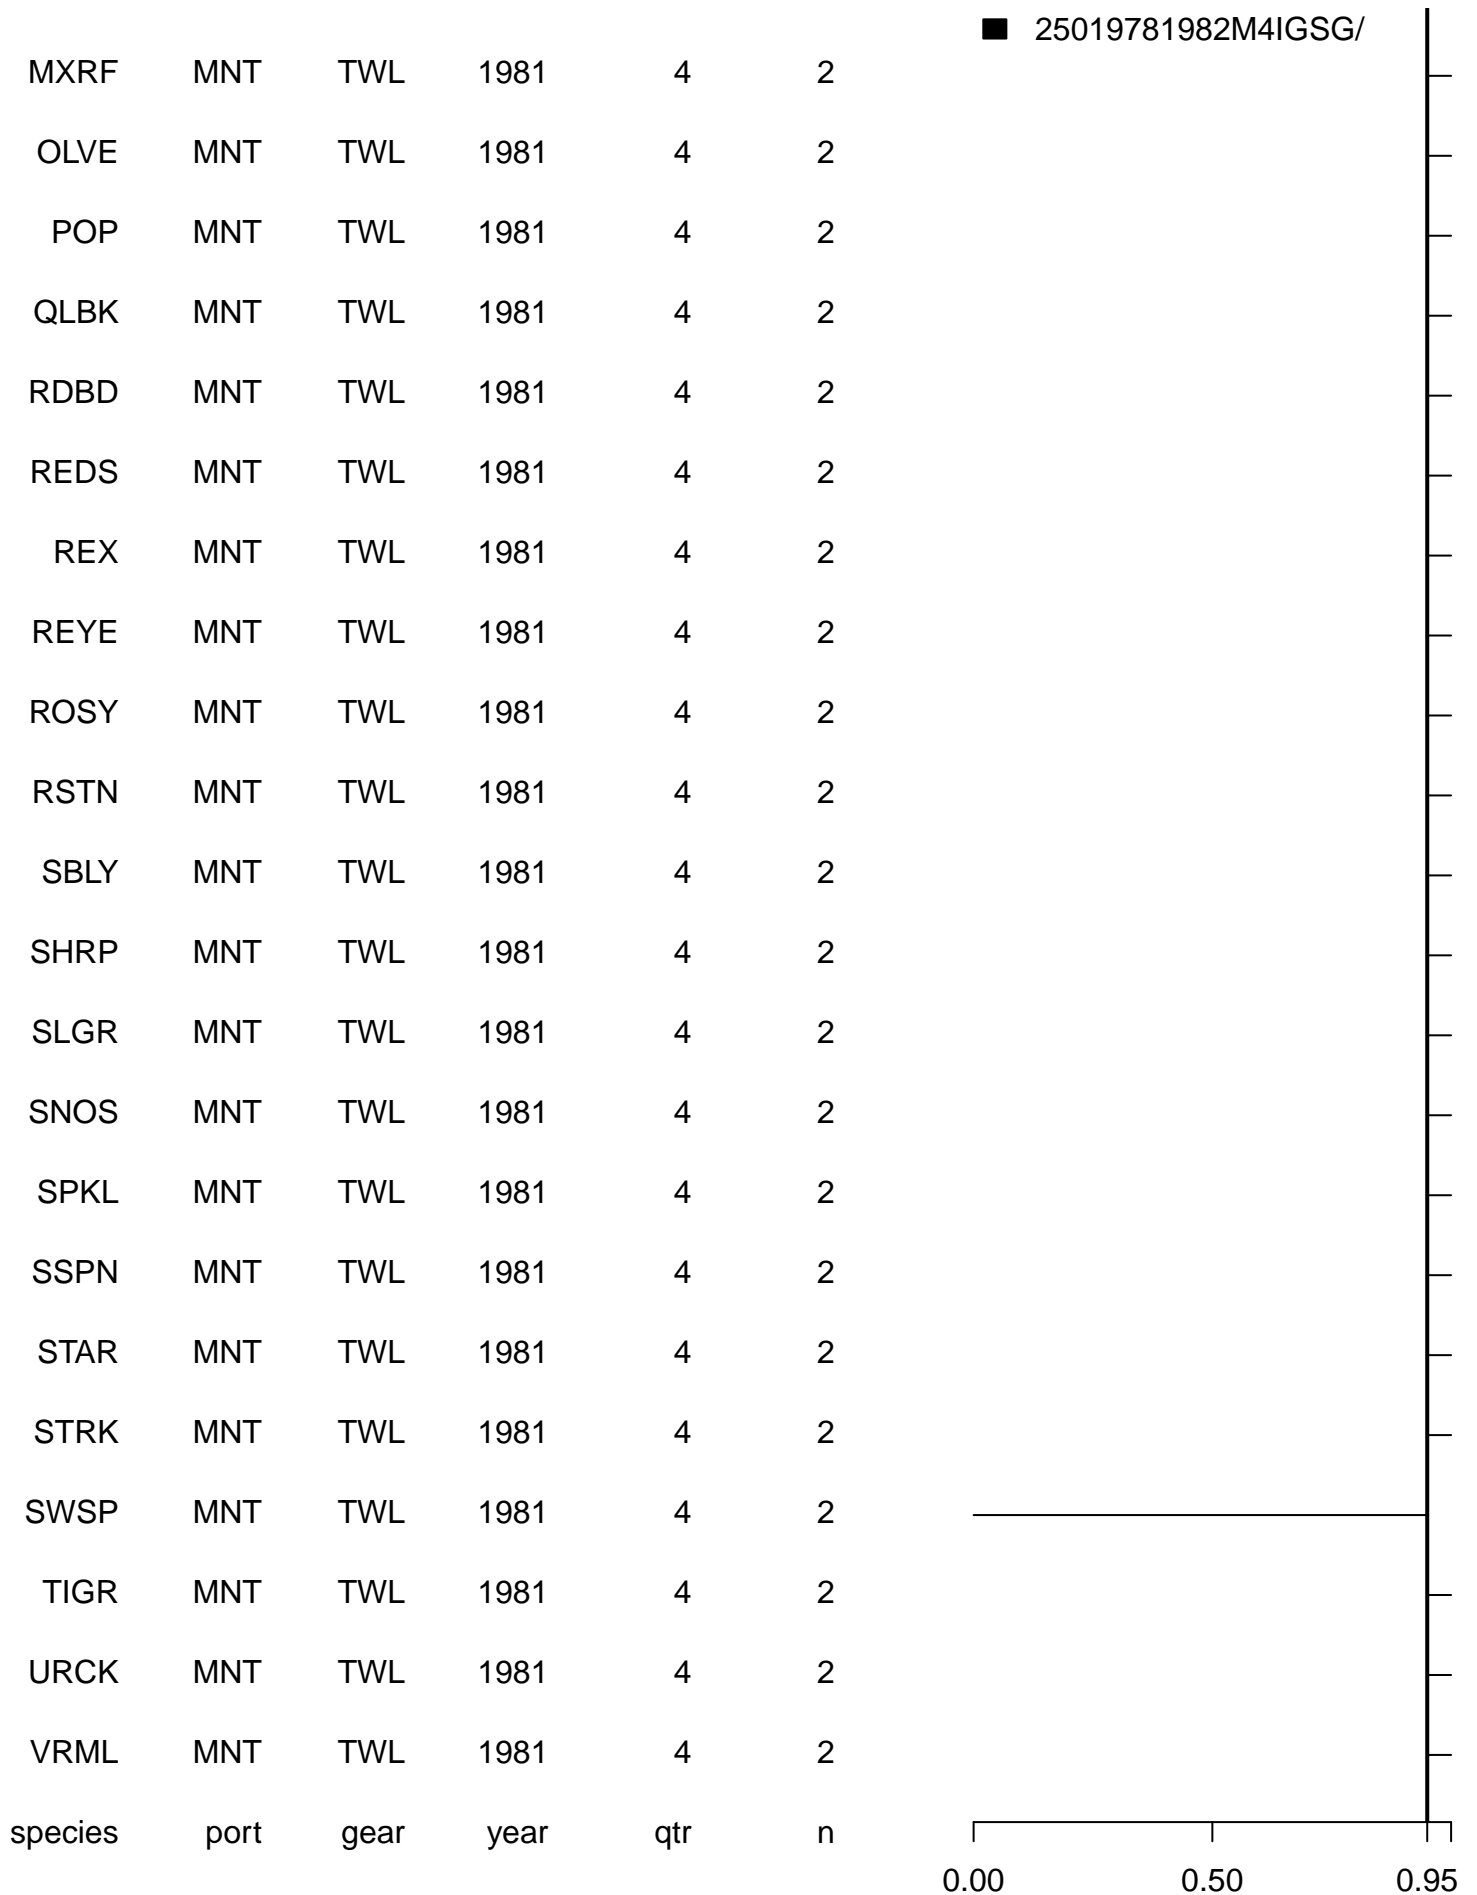 25019781982M4IGSG/
MXRF MNT TWL 1981 4 2
OLVE MNT TWL 1981 4 2
POP MNT TWL 1981 4 2
QLBK MNT TWL 1981 4 2
RDBD MNT TWL 1981 4 2
REDS MNT TWL 1981 4 2
REX MNT TWL 1981 4 2
REYE MNT TWL 1981 4 2
ROSY MNT TWL 1981 4 2
RSTN MNT TWL 1981 4 2
SBLY MNT TWL 1981 4 2
SHRP MNT TWL 1981 4 2
SLGR MNT TWL 1981 4 2
SNOS MNT TWL 1981 4 2
SPKL MNT TWL 1981 4 2
SSPN MNT TWL 1981 4 2
STAR MNT TWL 1981 4 2
STRK MNT TWL 1981 4 2
SWSP MNT TWL 1981 4 2
TIGR MNT TWL 1981 4 2
URCK MNT TWL 1981 4 2
VRML MNT TWL 1981 4 2
species port gear year qtr n
0.00 0.50 0.95